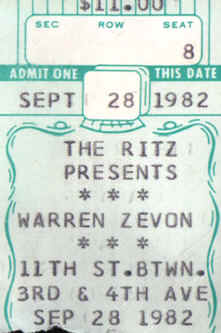 $11.00
SEC ROW SEAT
8
ADMIT ONE THIS DATE
SEPT 28 1982
THE RITZ
PRESENTS
* * *
WARREN ZEVON
* * *
11TH ST.BTWN.
3RD & 4TH AVE
SEP 28 1982